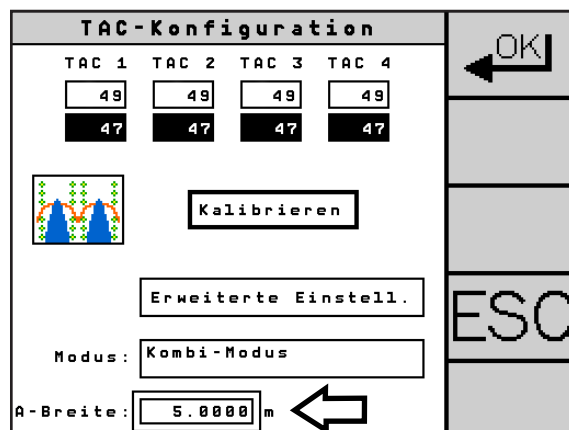 TAC-Konfiguration
OK
TAC 1 TAC 2 TAC 3 TAC 4
49 49 49 49
47 47 47 47
Kalibrieren
Erweiterte Einstell.
ESC
Modus: Kombi-Modus
A-Breite: 5.0000 m